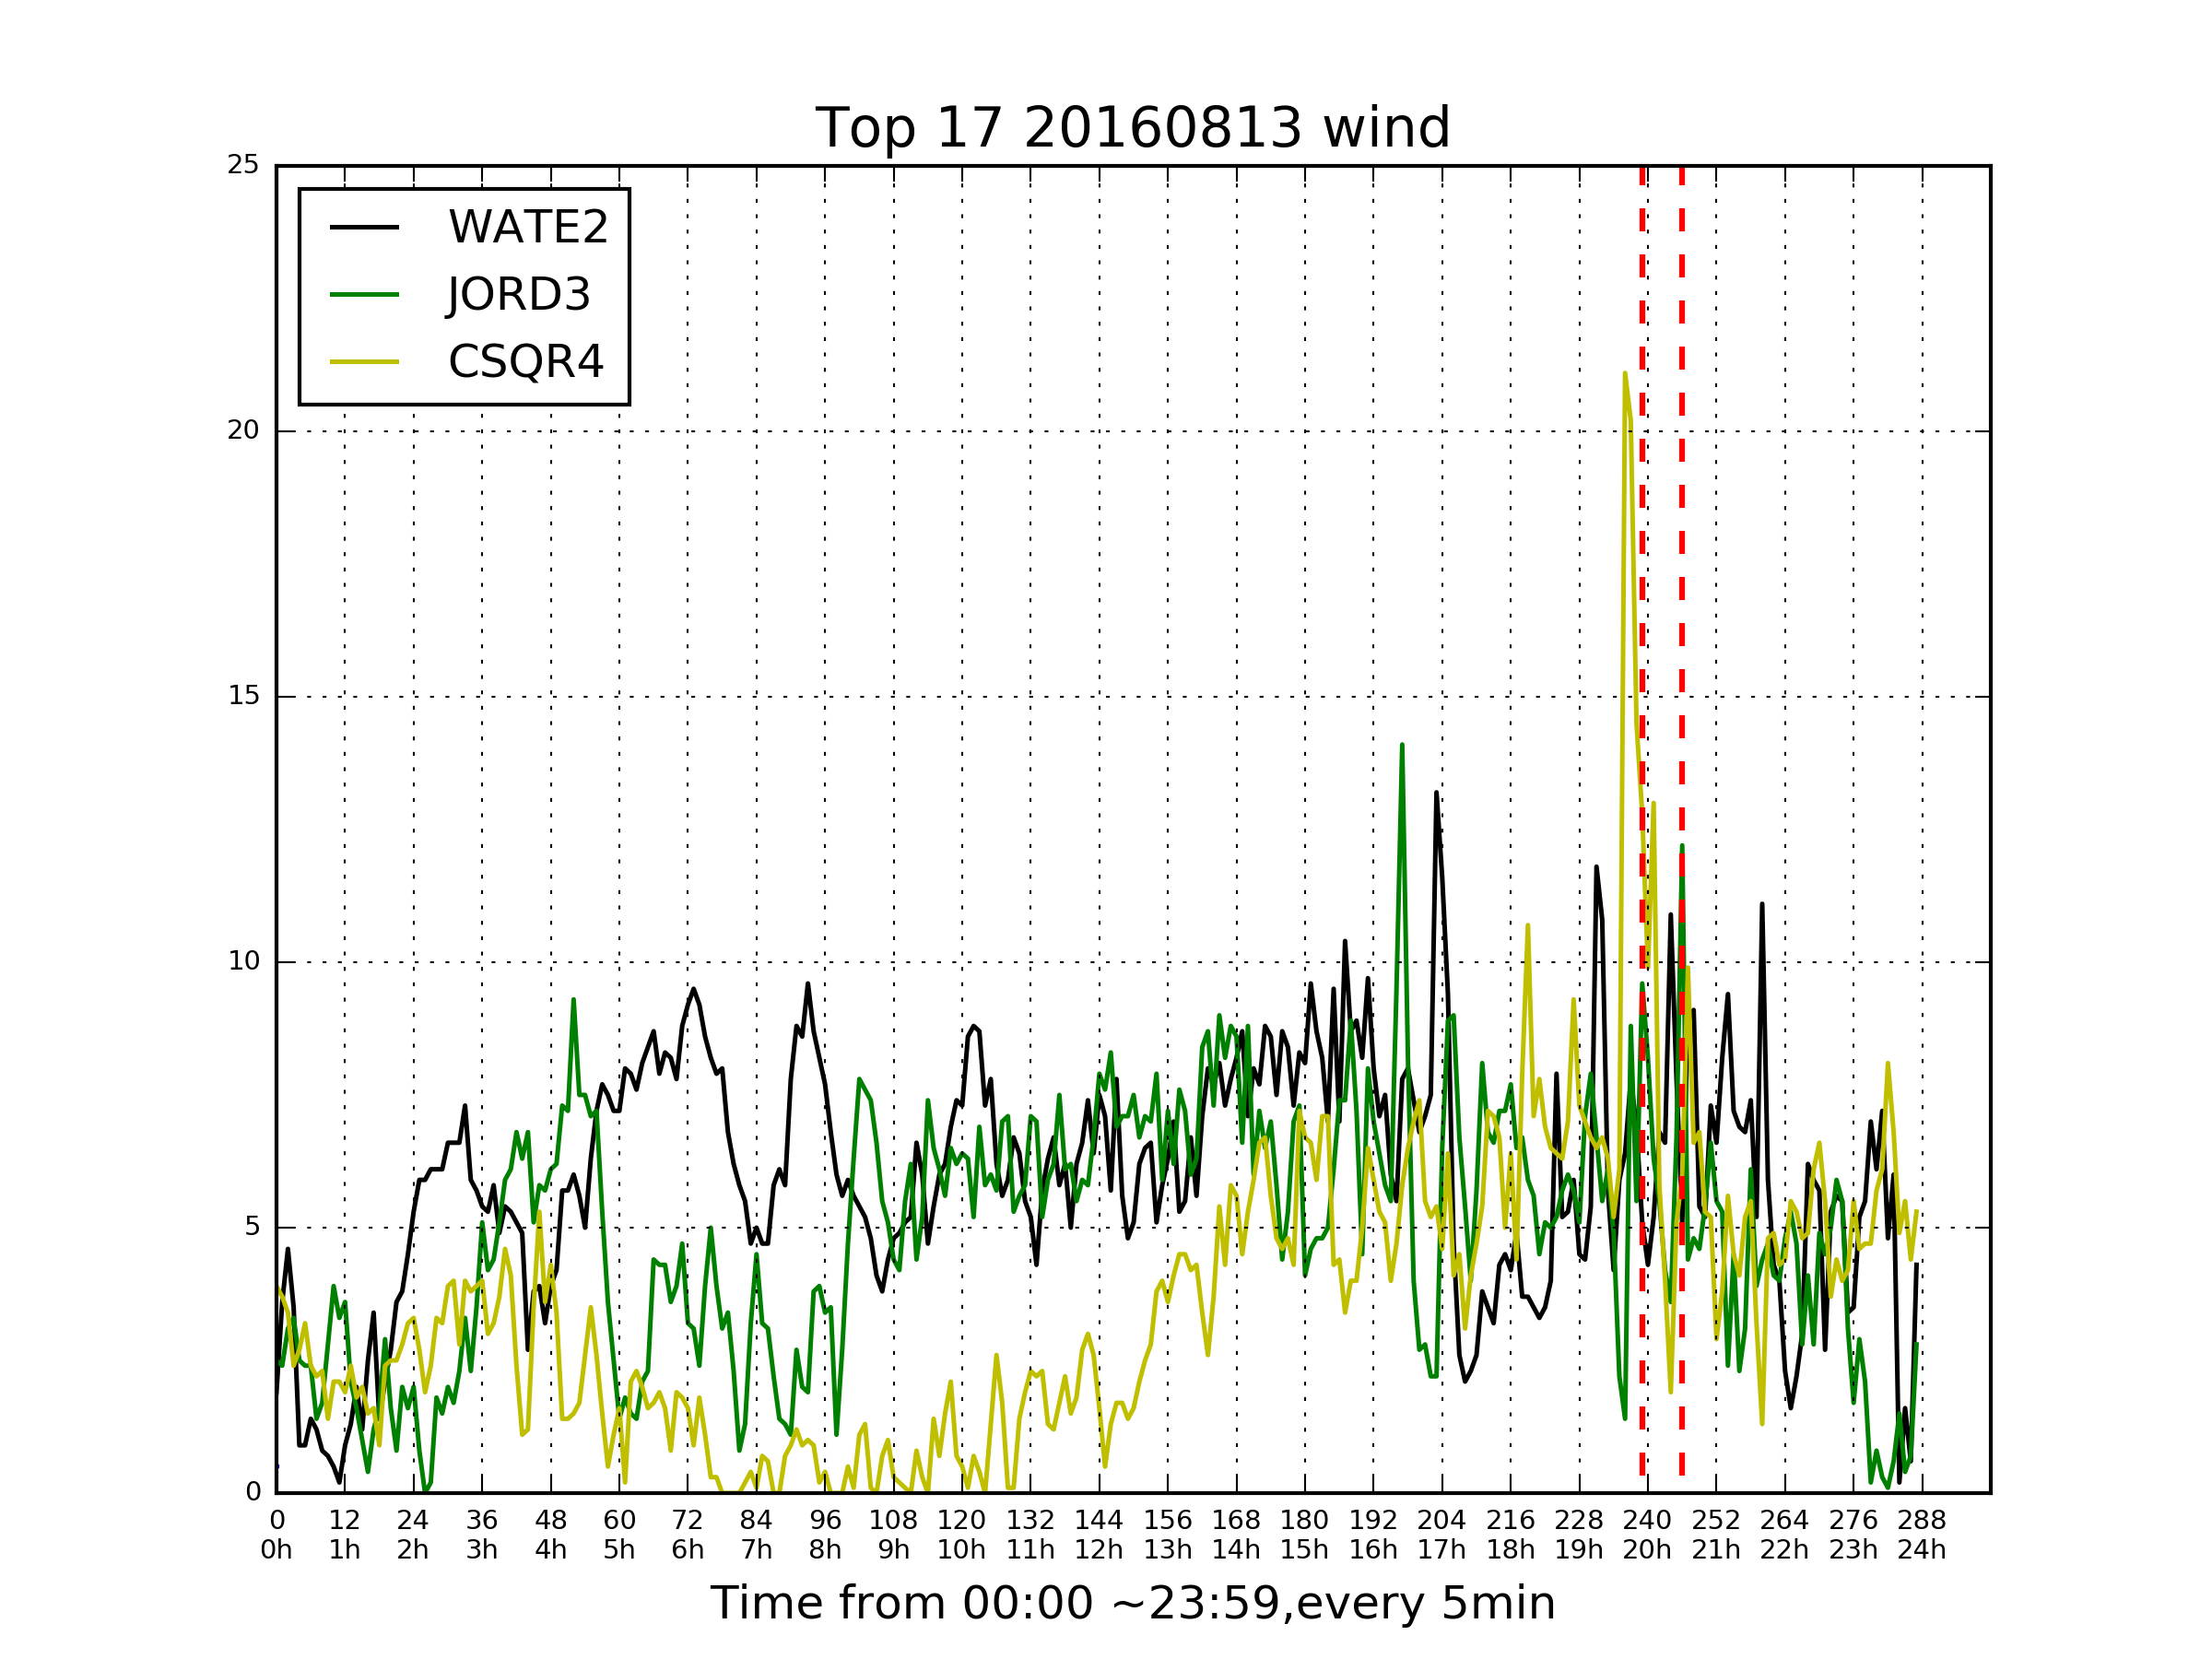 Top 17 20160813 wind
25
20
15
10
5
0
WATE2
JORD3
CSQR4
0 12 24 36 48 60 72 84 96 108 120 132 144 156 168 180 192 204 216 228 240 252 264 276 288
0h 1h 2h 3h 4h 5h 6h 7h 8h 9h 10h 11h 12h 13h 14h 15h 16h 17h 18h 19h 20h 21h 22h 23h 24h
Time from 00:00 ~23:59,every 5min